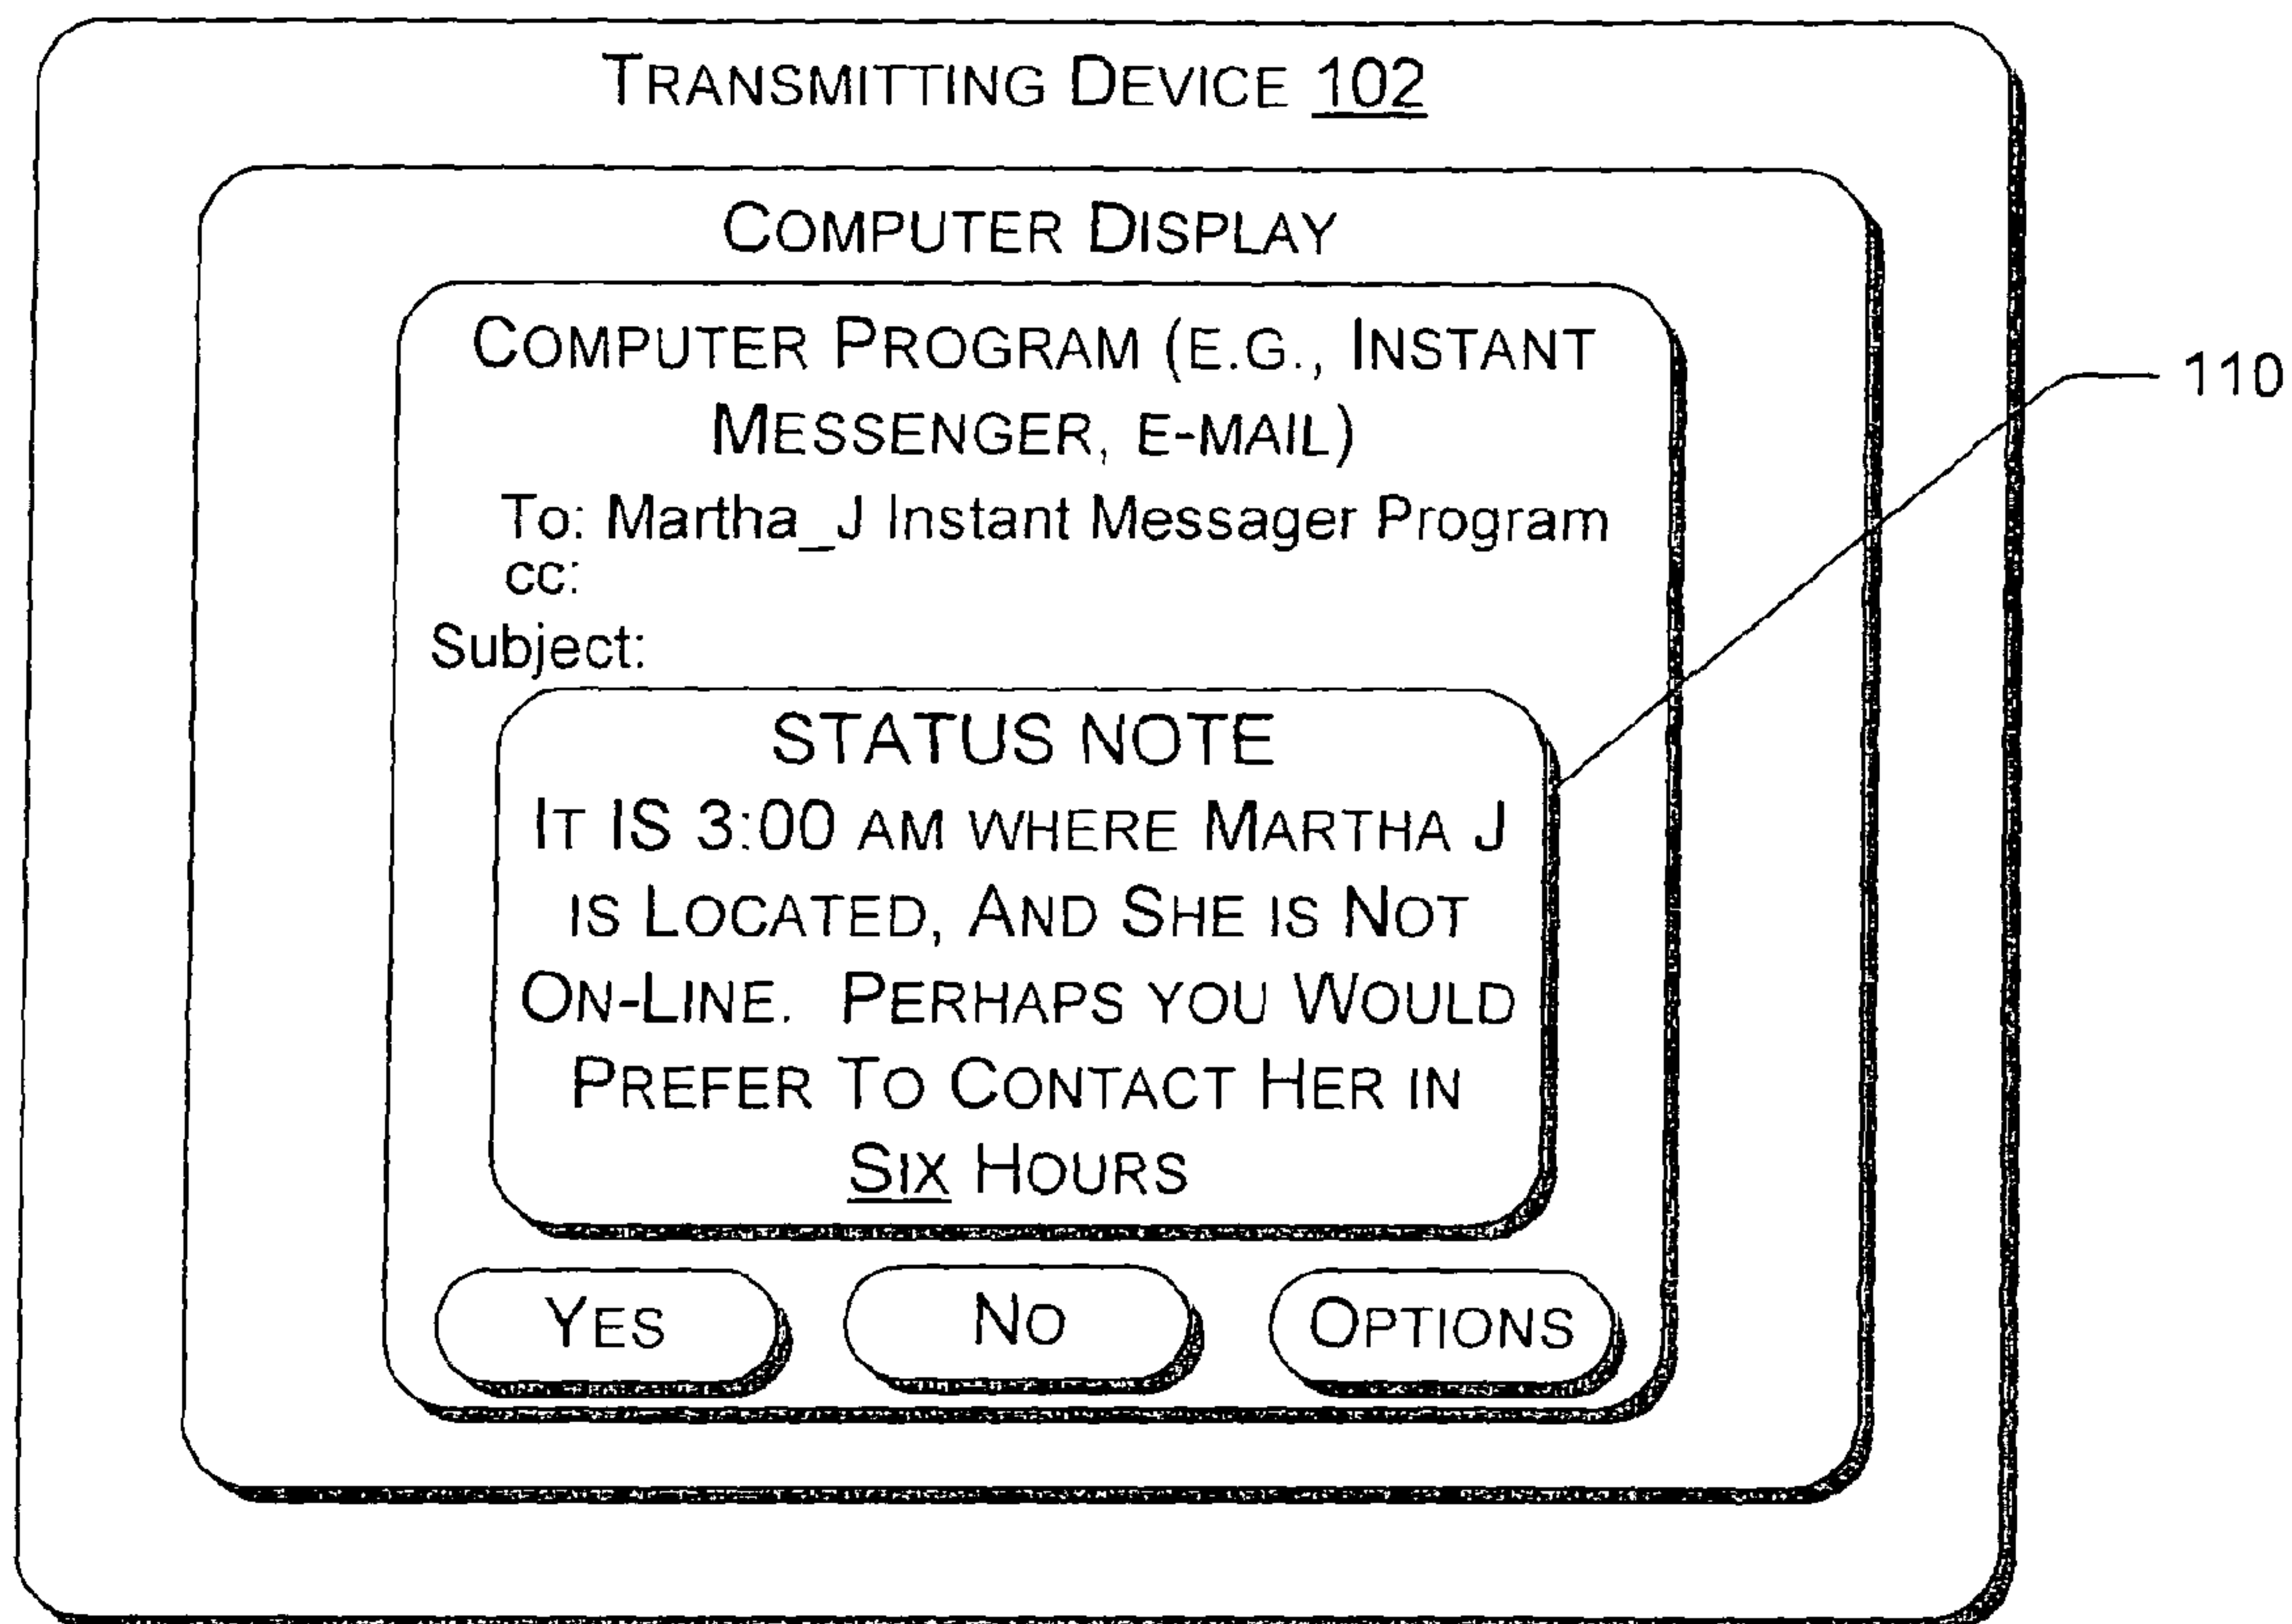 TRANSMITTING DEVICE 102
COMPUTER DISPLAY
COMPUTER PROGRAM (E.G., INSTANT
MESSENGER, E-MAIL)
110
To: Martha_J Instant Messager Program
cc:
Subject:
STATUS NOTE
IT IS 3:00 AM WHERE MARTHA J
IS LOCATED, AND SHE IS NOT
ON-LINE. PERHAPS YOU WOULD
PREFER TO CONTACT HER IN
SIX HOURS
YES NO OPTIONS